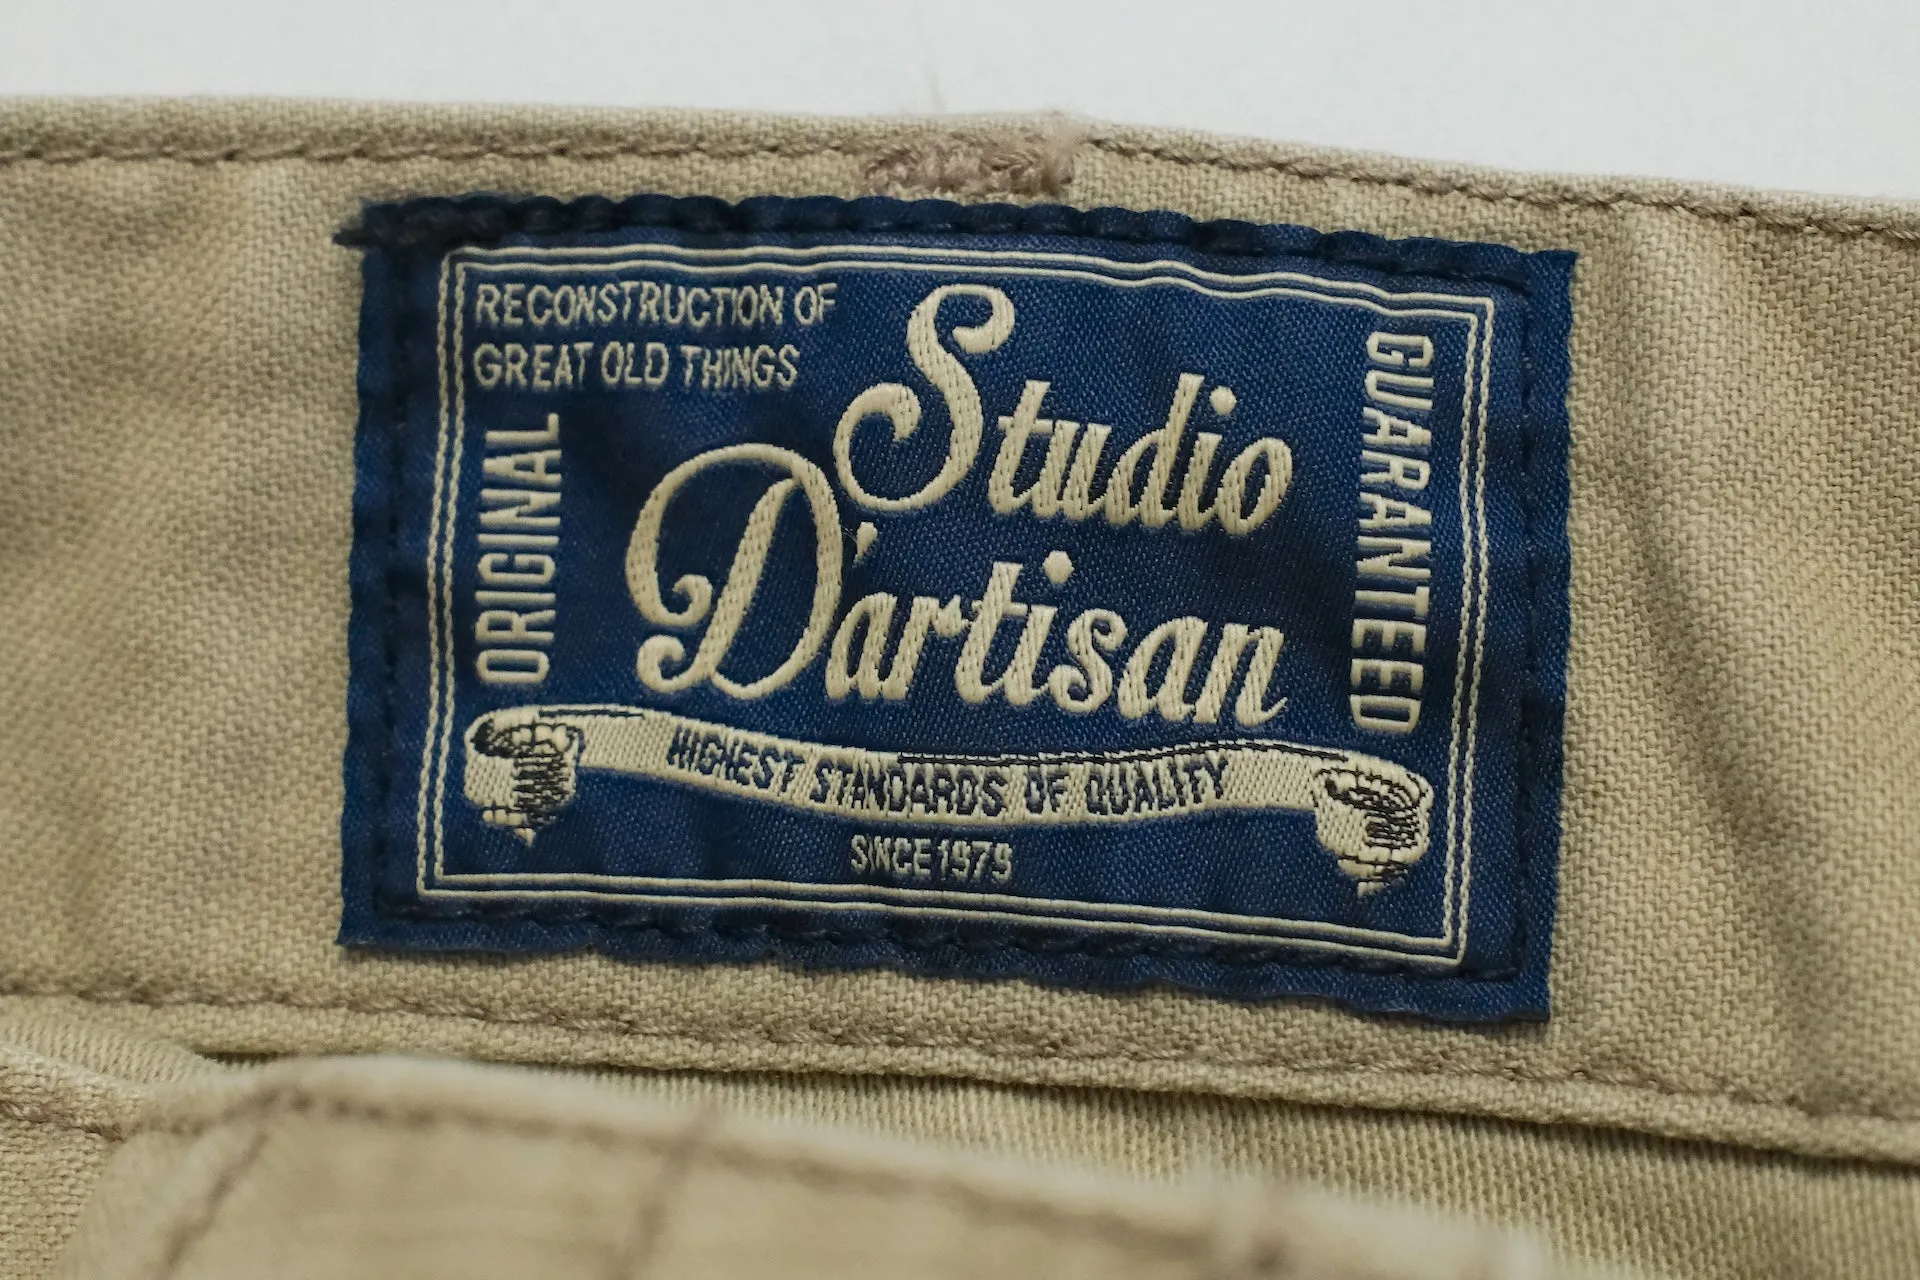 RECONSTRUCTION OF
GREAT OLD THINGS
Studio
D'artisan
ORIGINAL
GUARANTEED
HIGHEST STANDARDS OF QUALITY
SINCE 1979